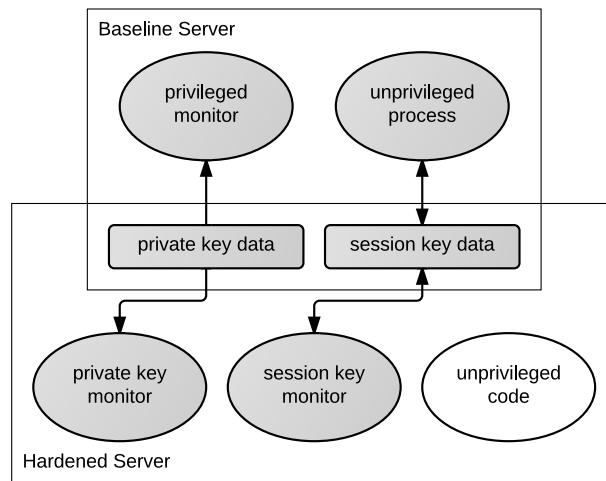 Baseline Server
privileged
monitor
unprivileged
process
private key data
session key data
private key
monitor
session key
monitor
unprivileged
code
Hardened Server